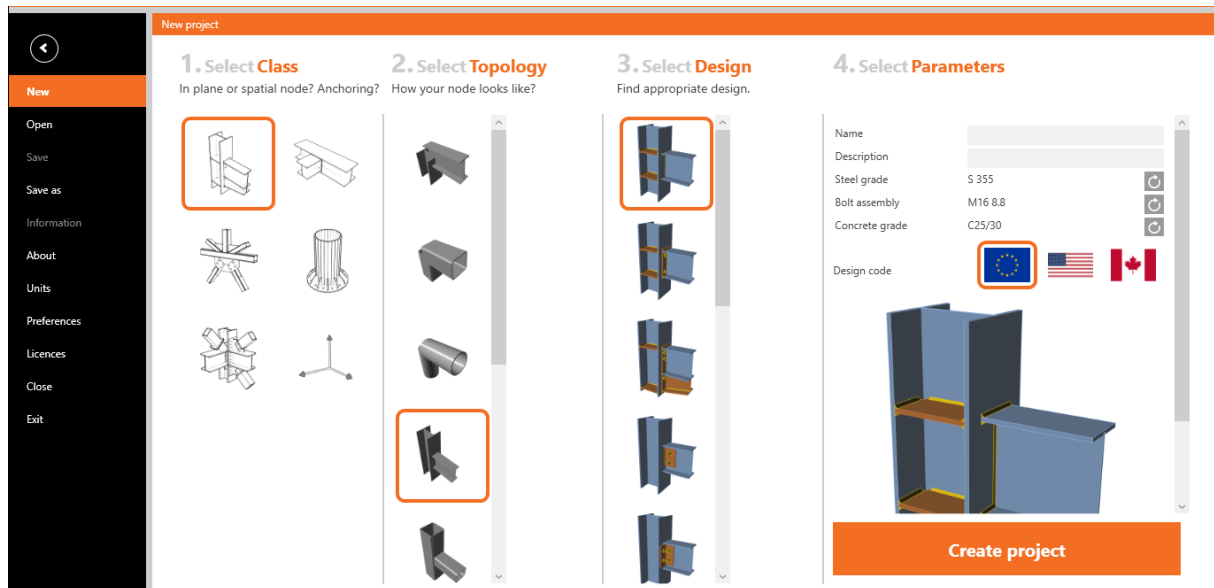 New project
New
Open
Save
Save as
Information
About
Units
Preferences
Licences
Close
Exit
1. Select Class
In plane or spatial node? Anchoring?
2. Select Topology
How your node looks like?
3. Select Design
Find appropriate design.
4. Select Parameters
Name
Description
Steel grade S 355
Bolt assembly M16 8.8
Concrete grade C25/30
Design code
Create project